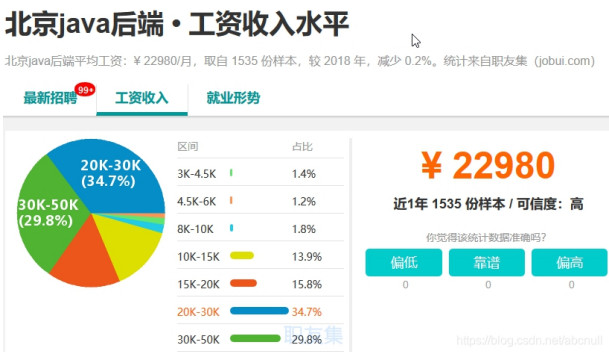 北京java后端 • 工资收入水平
北京java后端平均工资：¥ 22980/月，取自 1535 份样本，较 2018 年，减少 0.2%。统计来自职友集（jobui.com）
最新招聘 99+ 工资收入 就业形势
20K-30K
(34.7%)
30K-50K
(29.8%)
区间 占比
3K-4.5K 1.4%
4.5K-6K 1.2%
8K-10K 1.8%
10K-15K 13.9%
15K-20K 15.8%
20K-30K 34.7%
30K-50K 29.8%
职友集
¥ 22980
近1年 1535 份样本 / 可信度：高
你觉得该统计数据准确吗？
偏低 靠谱 偏高
0 0 0
https://blog.csdn.net/abcnull